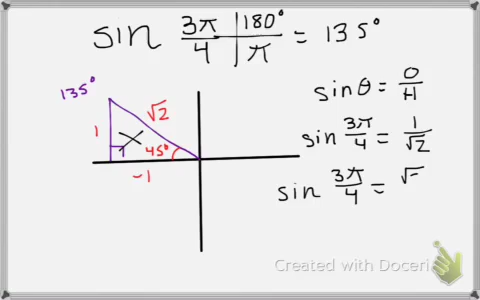 sin 3π/4 | 180°/π = 135°
135°
sinθ = O/H
1
√2
45°
-1
sin 3π/4 = 1/√2
sin 3π/4 = √
Created with Doceri